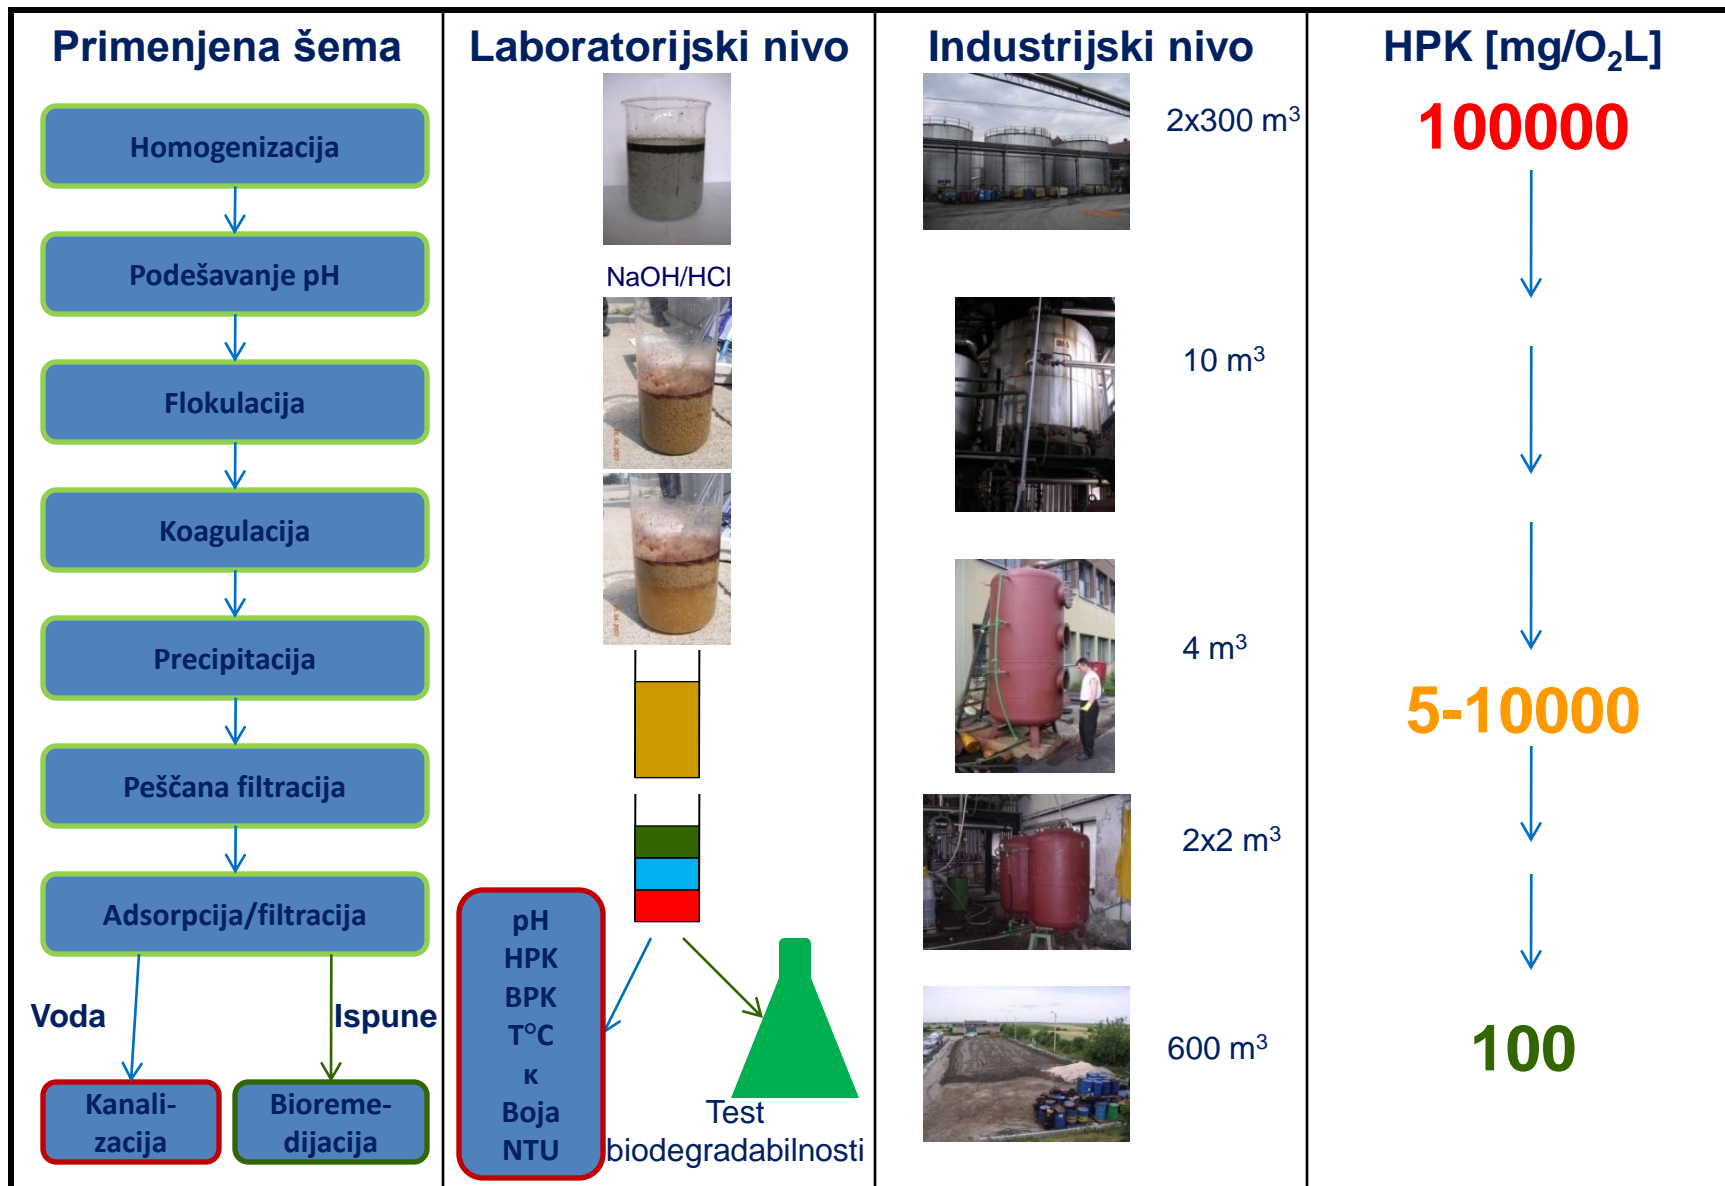 Primenjena šema
Homogenizacija
Podešavanje pH
Flokulacija
Koagulacija
Precipitacija
Peščana filtracija
Adsorpcija/filtracija
Voda
Ispune
Kanali-
zacija
Bioreme-
dijacija
Laboratorijski nivo
NaOH/HCl
pH
HPK
BPK
T°C
κ
Boja
NTU
Test
biodegradabilnosti
Industrijski nivo
2x300 m³
10 m³
4 m³
2x2 m³
600 m³
HPK [mg/O₂L]
100000
5-10000
100